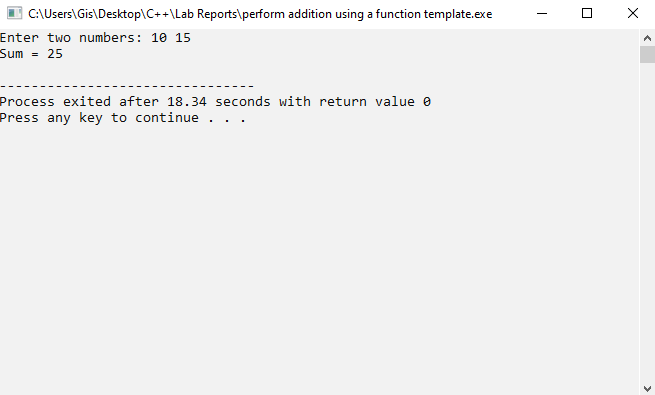 C:\Users\Gis\Desktop\C++\Lab Reports\perform addition using a function template.exe
Enter two numbers: 10 15
Sum = 25
--------------------------------
Process exited after 18.34 seconds with return value 0
Press any key to continue . . .